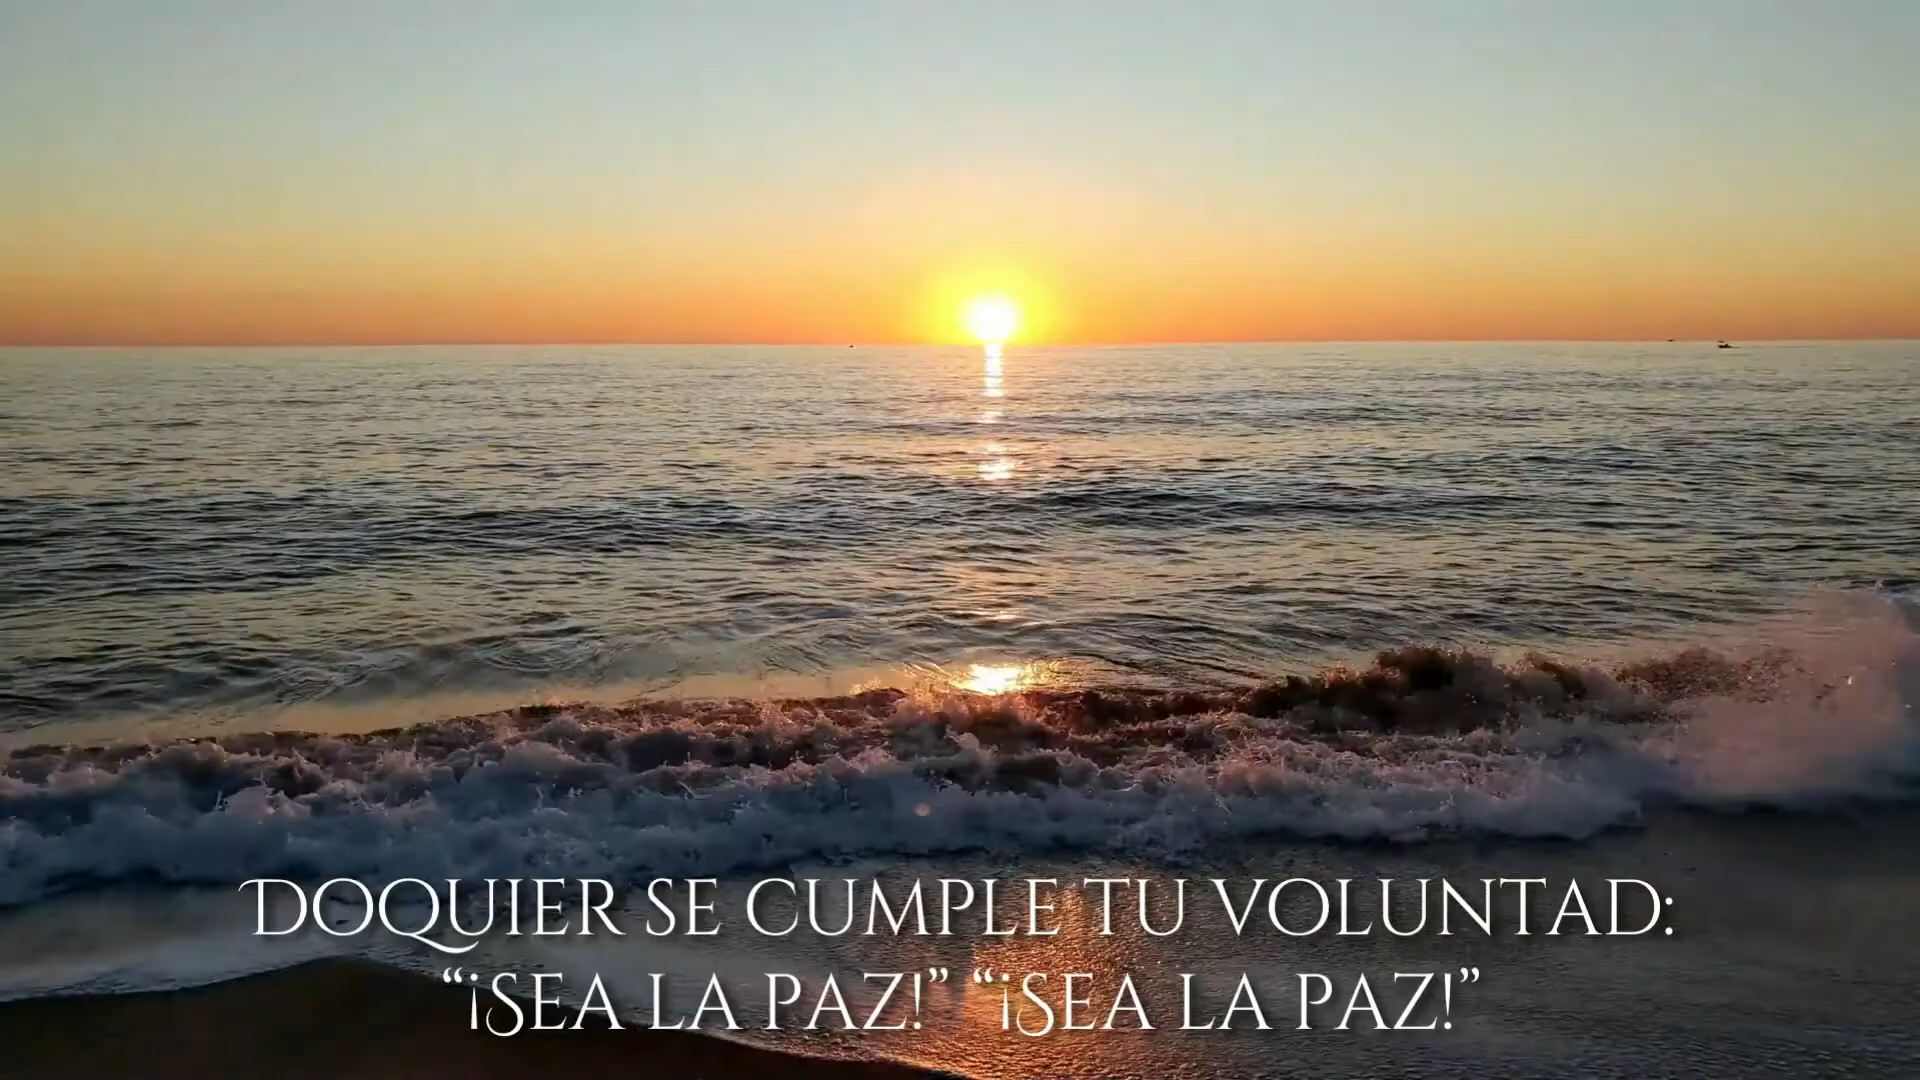 Doquier se cumple tu voluntad:
“¡Sea la paz!” “¡Sea la paz!”